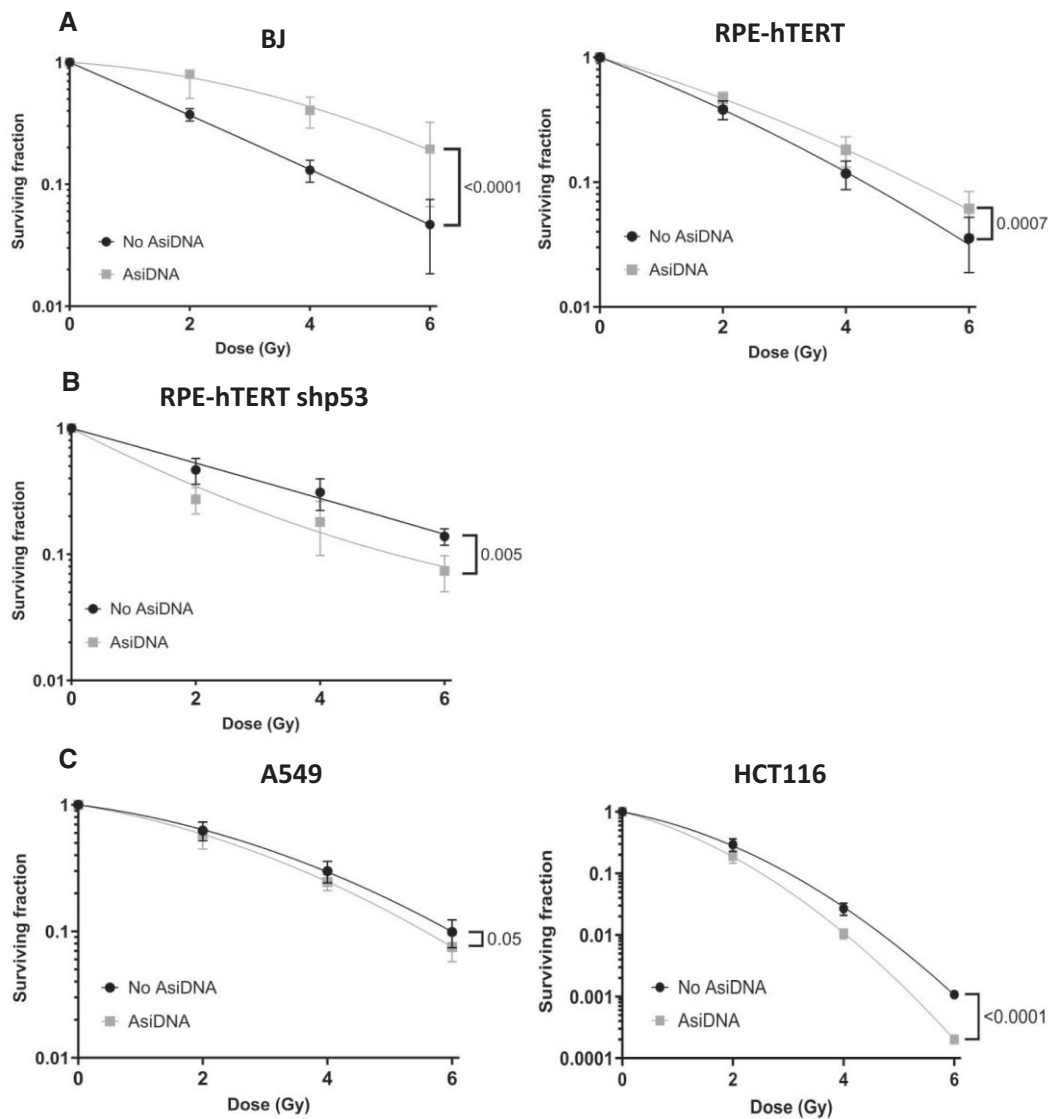 A
BJ
Surviving fraction
1
0.1
0.01
No AsiDNA
AsiDNA
<0.0001
0
2
4
6
Dose (Gy)
RPE-hTERT
Surviving fraction
1
0.1
0.01
No AsiDNA
AsiDNA
0.0007
0
2
4
6
Dose (Gy)
B
RPE-hTERT shp53
Surviving fraction
1
0.1
0.01
No AsiDNA
AsiDNA
0.005
0
2
4
6
Dose (Gy)
C
A549
Surviving fraction
1
0.1
0.01
No AsiDNA
AsiDNA
0.05
0
2
4
6
Dose (Gy)
HCT116
Surviving fraction
1
0.1
0.01
0.001
0.0001
No AsiDNA
AsiDNA
<0.0001
0
2
4
6
Dose (Gy)